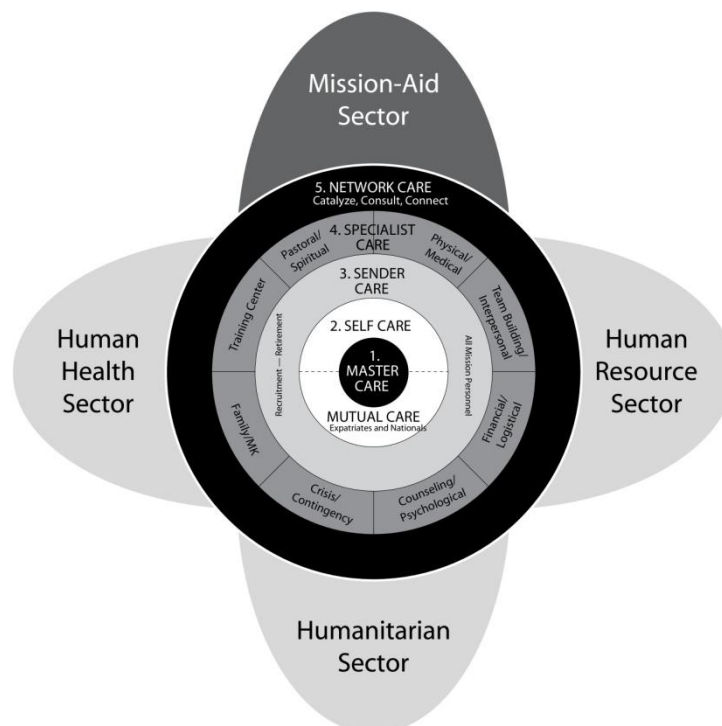 Mission-Aid
Sector
5. NETWORK CARE
Catalyze, Consult, Connect
4. SPECIALIST
CARE
Pastoral/
Spiritual
Physical/
Medical
3. SENDER
CARE
Training Center
Team Building/
Interpersonal
2. SELF CARE
Human
Health
Sector
Recruitment — Retirement
1.
MASTER
CARE
All Mission Personnel
Human
Resource
Sector
MUTUAL CARE
Expatriates and Nationals
Family/MK
Financial/
Logistical
Crisis/
Contingency
Counseling/
Psychological
Humanitarian
Sector